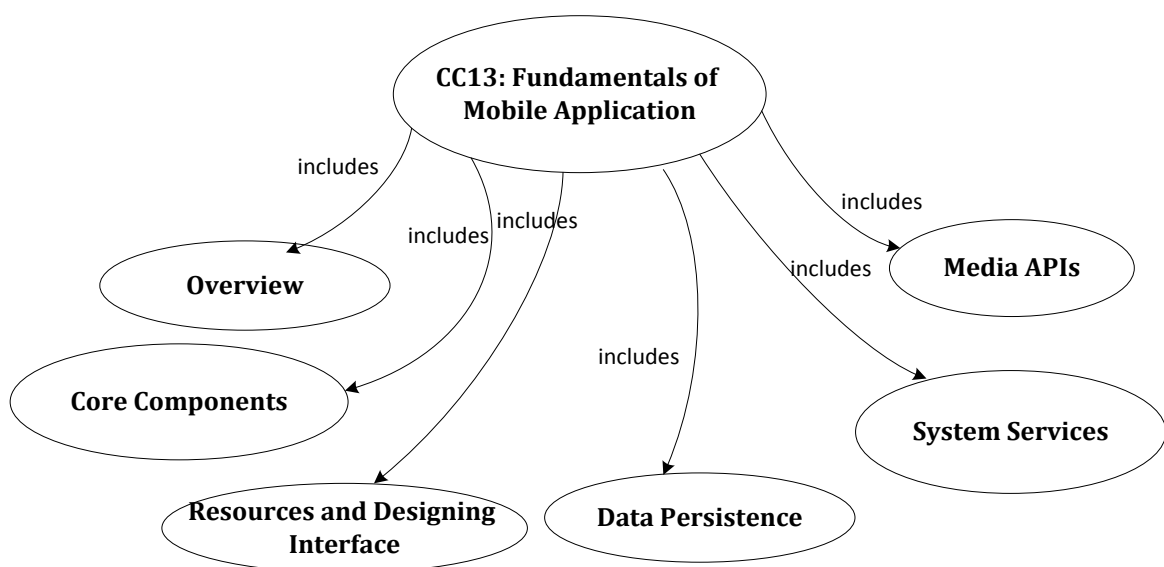 CC13: Fundamentals of
Mobile Application
includes
includes
includes
includes
includes
includes
Overview
Media APIs
Core Components
System Services
Resources and Designing
Interface
Data Persistence